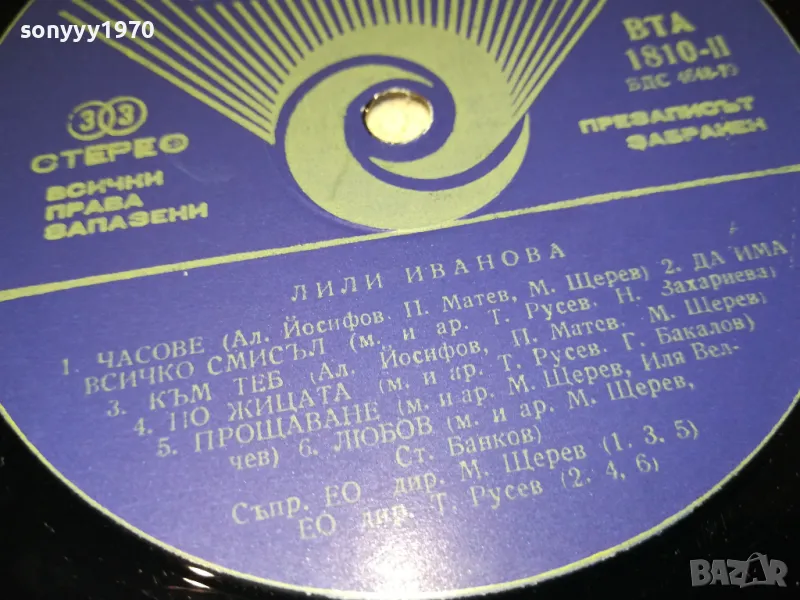 sonyyy1970
33
СТЕРЕО
ВСИЧКИ
ПРАВА
ЗАПАЗЕНИ
ВТА
1810-II
БДС
ПРЕЗАПИСЪТ
ЗАБРАНЕН
ЛИЛИ ИВАНОВА
1. ЧАСОВЕ (Ал. Йосифов, П. Матев, М. Щерев) 2. ДА ИМА
ВСИЧКО СМИСЪЛ (м. и ар. Т. Русев, Н. Захариева)
3. КЪМ ТЕБ (Ал. Йосифов, П. Матев, М. Щерев)
4. ПО ЖИЦАТА (м. и ар. Т. Русев, Г. Бакалов)
5. ПРОЩАВАНЕ (м. и ар. М. Щерев, Илия Вел-
чев) 6. ЛЮБОВ (м. и ар. М. Щерев,
Ст. Банков)
Съпр. ЕО дир. М. Щерев (1, 3, 5)
ЕО дир. Т. Русев (2, 4, 6)
BAZAR